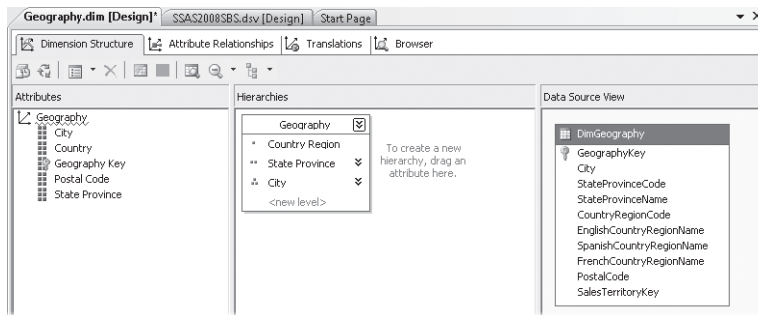 Geography.dim [Design]* SSAS2008SBS.dsv [Design] Start Page
Dimension Structure Attribute Relationships Translations Browser
Attributes
Geography
City
Country
Geography Key
Postal Code
State Province
Hierarchies
Geography
Country Region
State Province
City
<new level>
To create a new
hierarchy, drag an
attribute here.
Data Source View
DimGeography
GeographyKey
City
StateProvinceCode
StateProvinceName
CountryRegionCode
EnglishCountryRegionName
SpanishCountryRegionName
FrenchCountryRegionName
PostalCode
SalesTerritoryKey